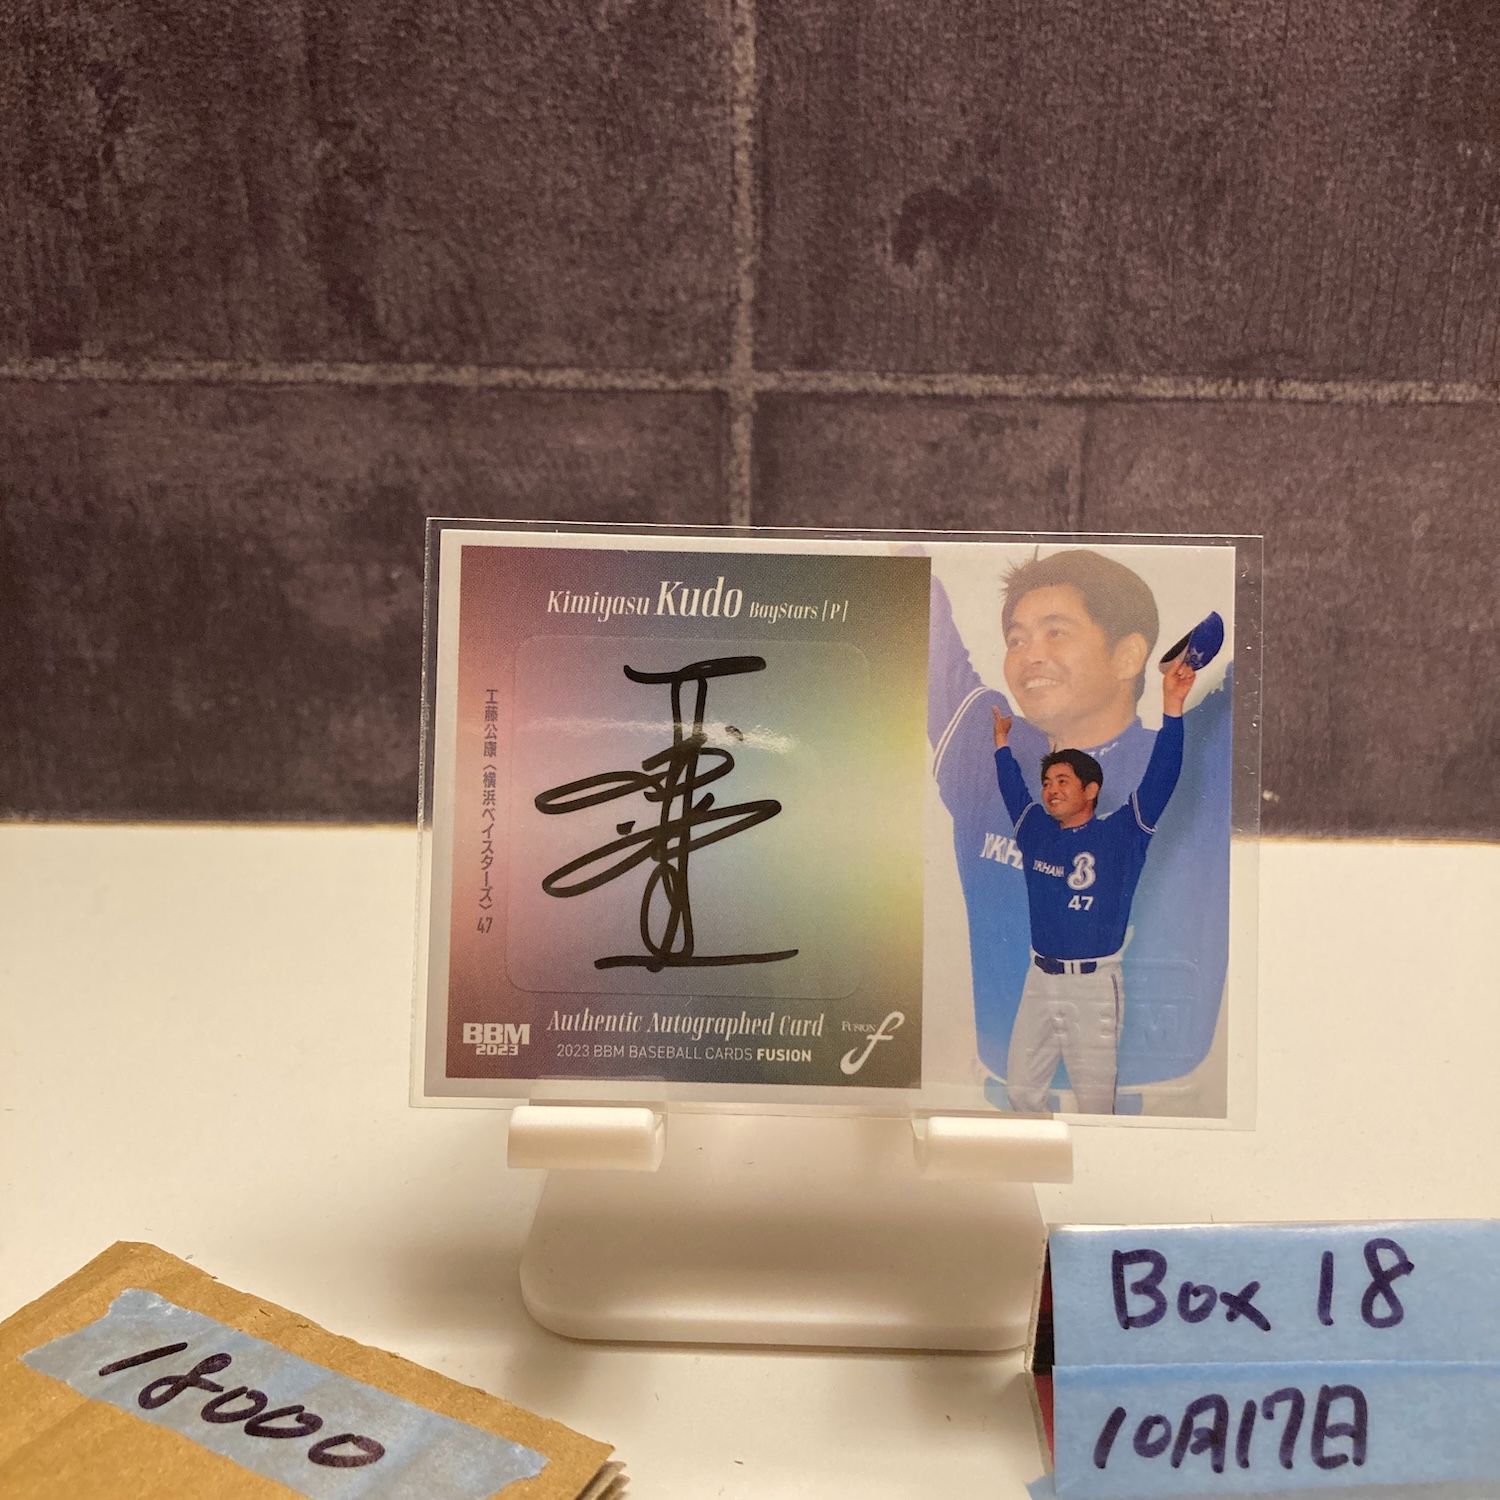 Kimiyasu Kudo BayStars [P]
工藤公康〈横浜ベイスターズ〉47
BBM
2023
Authentic Autographed Card
2023 BBM BASEBALL CARDS FUSION
FUSION
f
B
47
BBM
18000
Box 18
10月17日